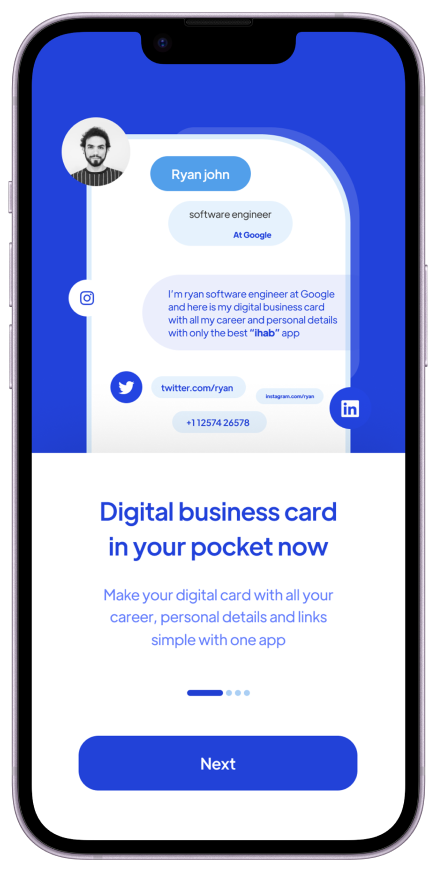 Ryan john
software engineer
At Google
I'm ryan software engineer at Google
and here is my digital business card
with all my career and personal details
with only the best "ihab" app
twitter.com/ryan
instagram.com/ryan
+1 12574 26578
in
Digital business card
in your pocket now
Make your digital card with all your
career, personal details and links
simple with one app
Next